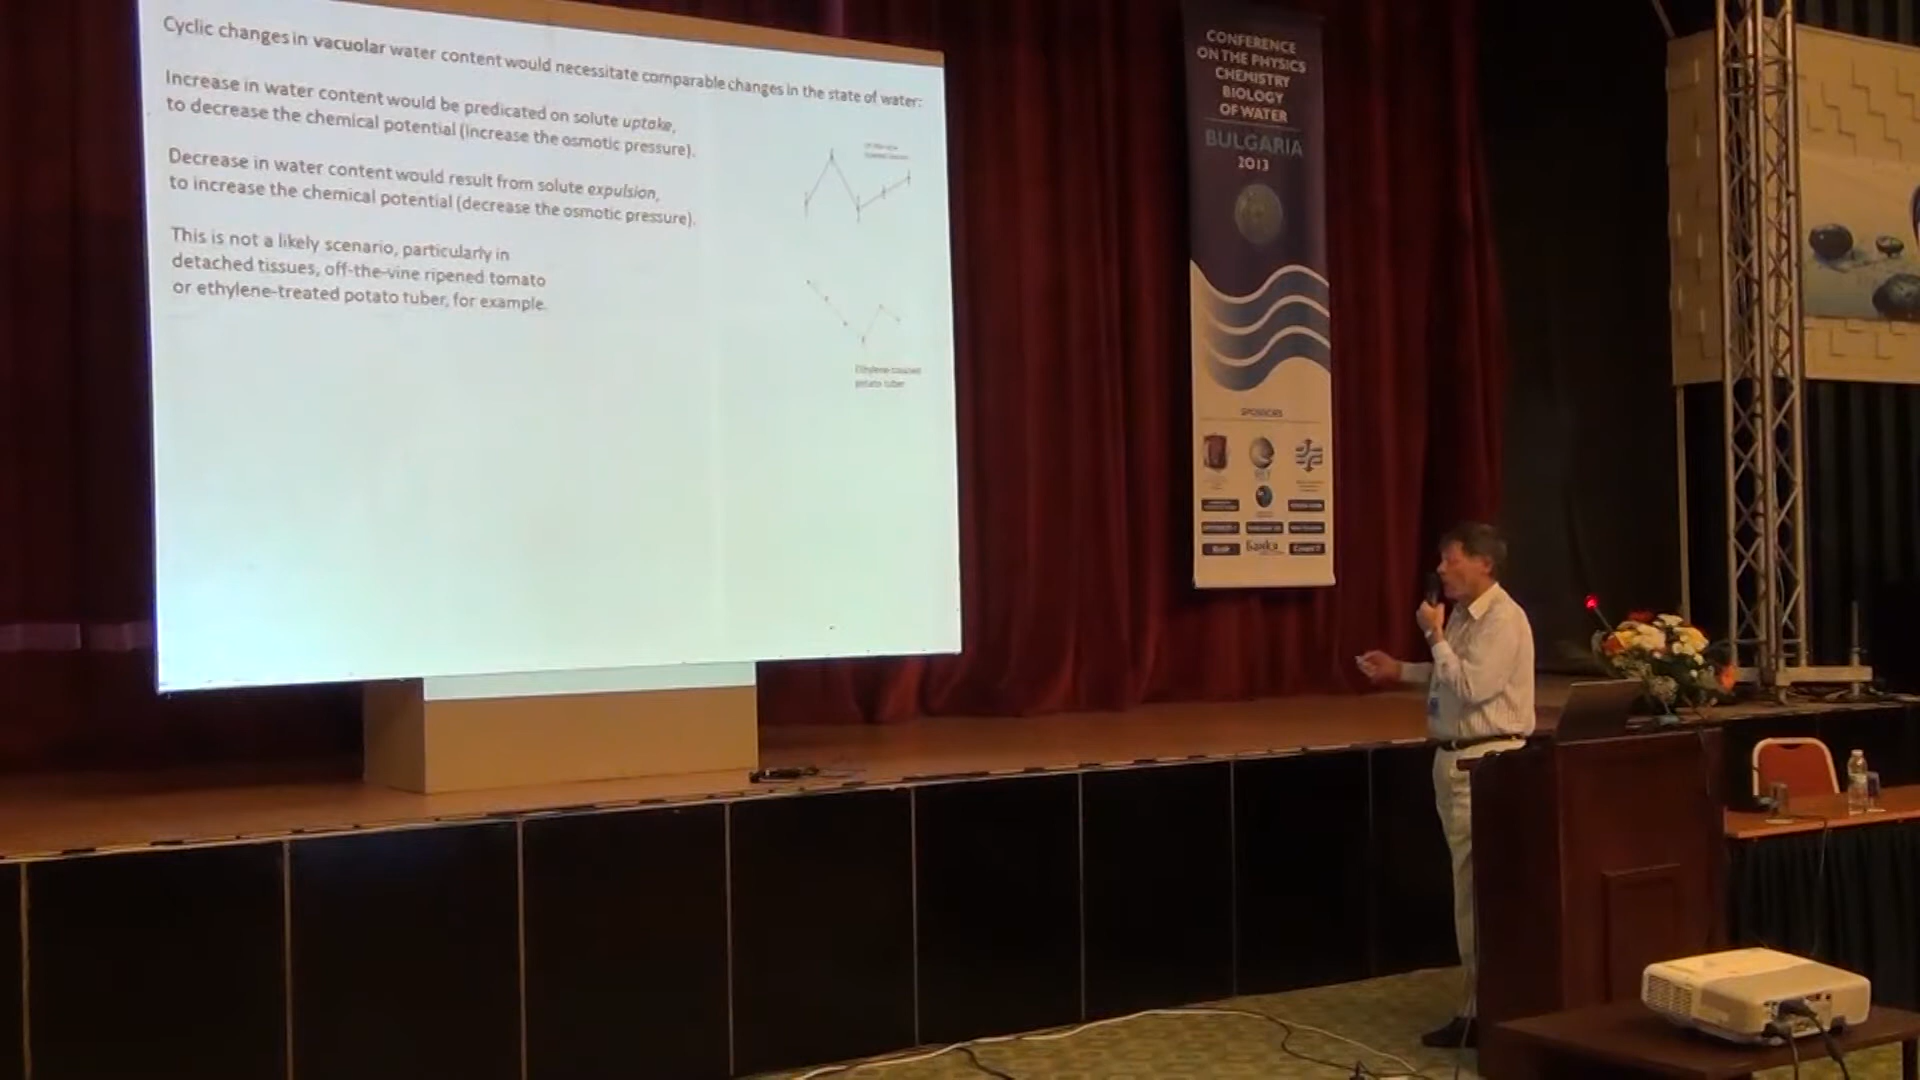 Cyclic changes in vacuolar water content would necessitate comparable changes in the state of water:
Increase in water content would be predicated on solute uptake,
to decrease the chemical potential (increase the osmotic pressure).
Decrease in water content would result from solute expulsion,
to increase the chemical potential (decrease the osmotic pressure).
This is not a likely scenario, particularly in
detached tissues, off-the-vine ripened tomato
or ethylene-treated potato tuber, for example.
Ethylene-treated
potato tuber
CONFERENCE
ON THE PHYSICS
CHEMISTRY
BIOLOGY
OF WATER
BULGARIA
2013
SPONSORS